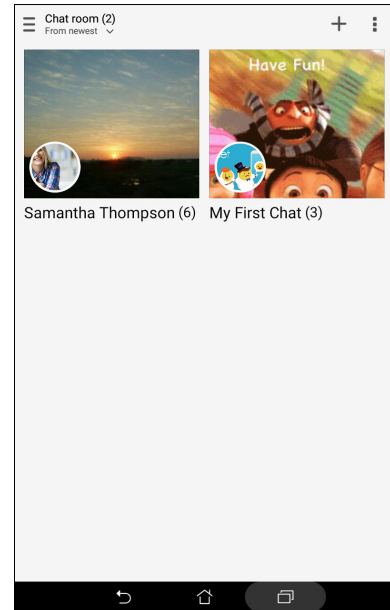 Chat room (2)
From newest
Have Fun!
Samantha Thompson (6)
My First Chat (3)